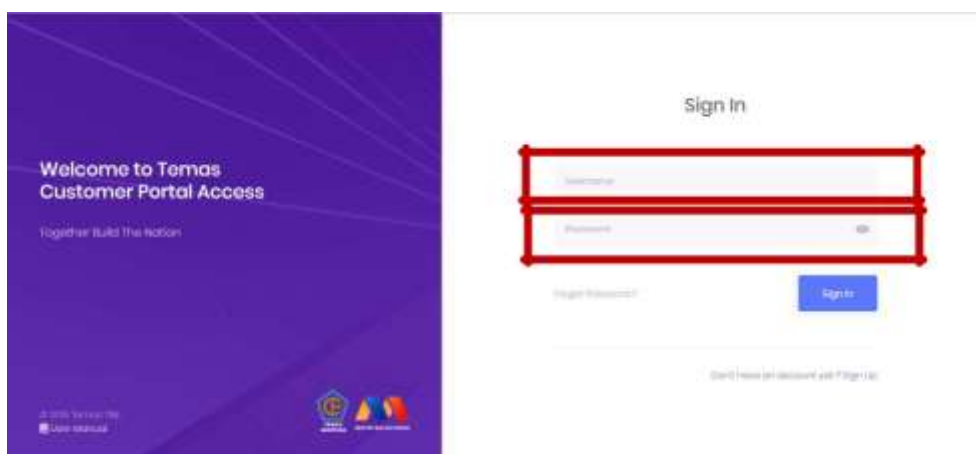 Welcome to Temas
Customer Portal Access
Together Build The Nation
User Manual
Sign In
Username
Password
Forgot Password?
Sign In
Don't have an account yet? Sign Up